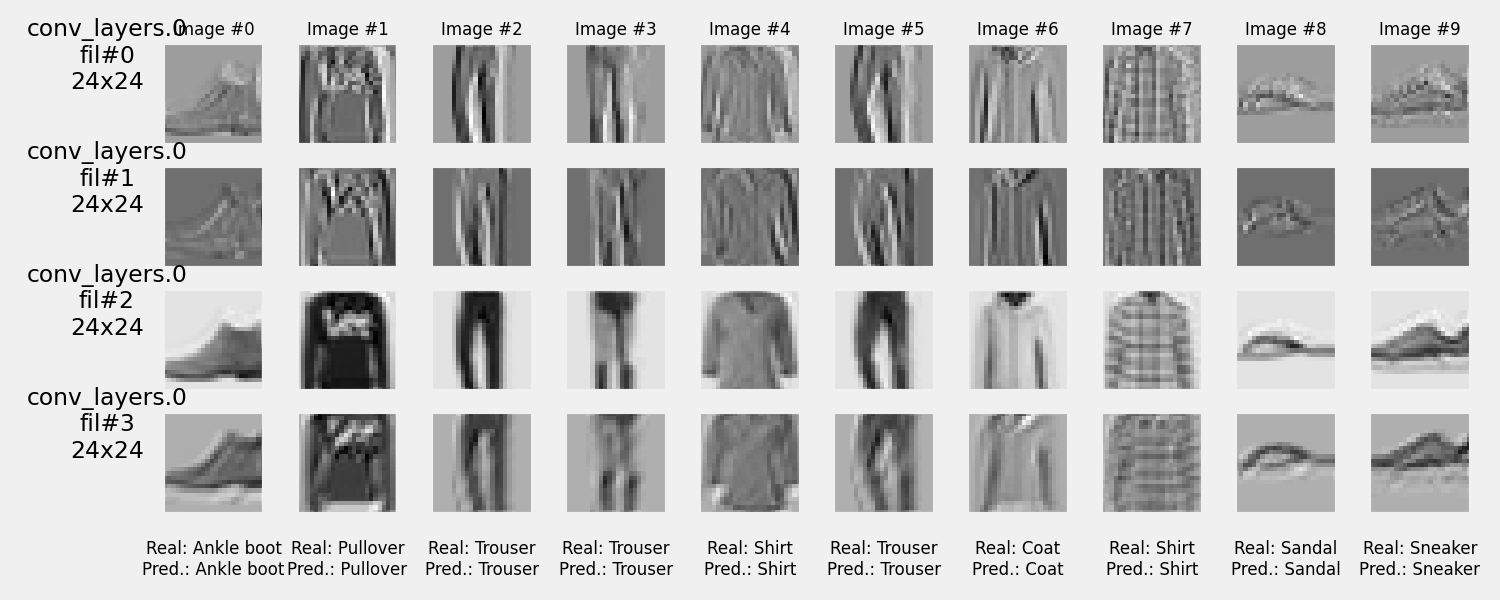 Image #0 Image #1 Image #2 Image #3 Image #4 Image #5 Image #6 Image #7 Image #8 Image #9
conv_layers.0
fil#0
24x24
conv_layers.0
fil#1
24x24
conv_layers.0
fil#2
24x24
conv_layers.0
fil#3
24x24
Real: Ankle boot Real: Pullover Real: Trouser Real: Trouser Real: Shirt Real: Trouser Real: Coat Real: Shirt Real: Sandal Real: Sneaker
Pred.: Ankle boot Pred.: Pullover Pred.: Trouser Pred.: Trouser Pred.: Shirt Pred.: Trouser Pred.: Coat Pred.: Shirt Pred.: Sandal Pred.: Sneaker